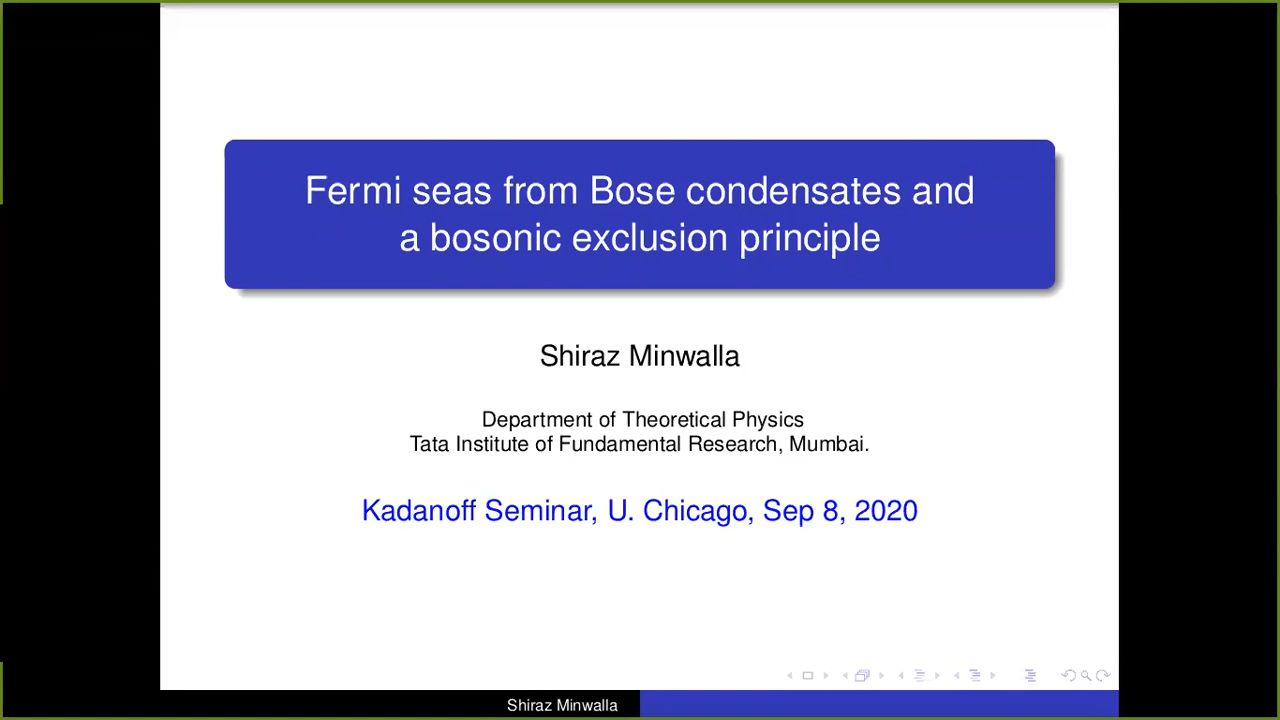 Fermi seas from Bose condensates and
a bosonic exclusion principle
Shiraz Minwalla
Department of Theoretical Physics
Tata Institute of Fundamental Research, Mumbai.
Kadanoff Seminar, U. Chicago, Sep 8, 2020
Shiraz Minwalla